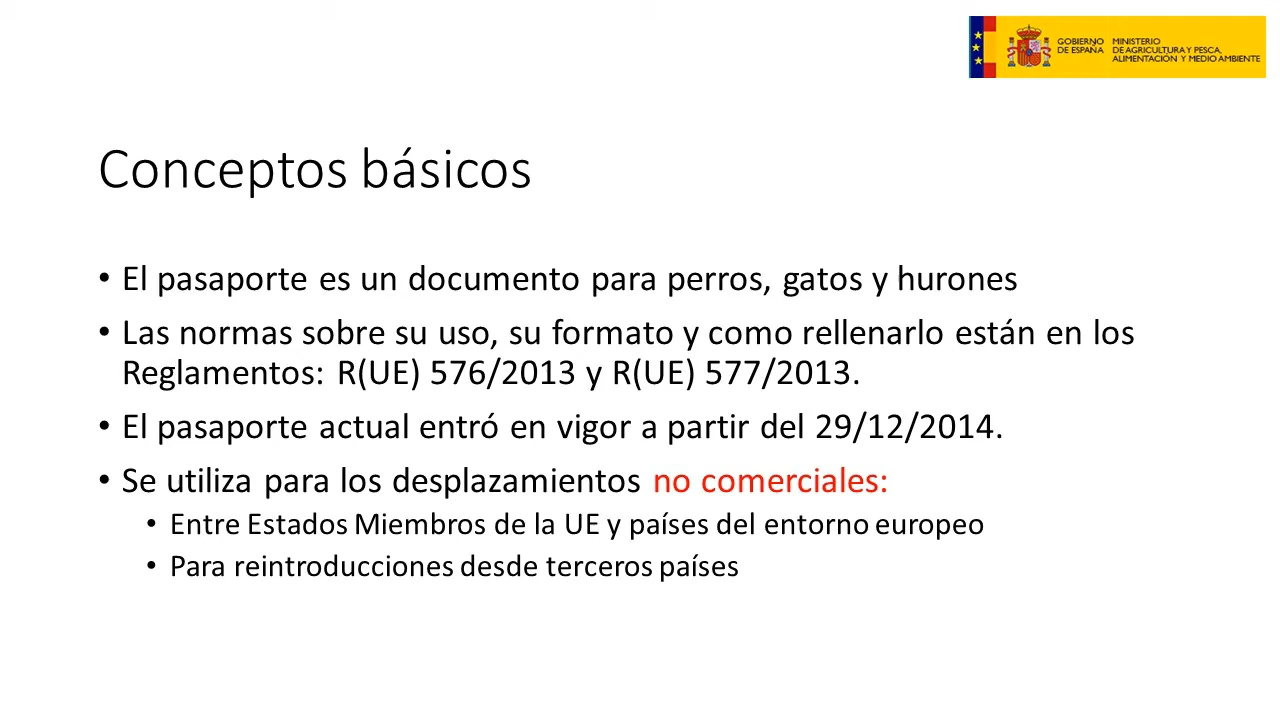 GOBIERNO
DE ESPAÑA
MINISTERIO
DE AGRICULTURA Y PESCA,
ALIMENTACIÓN Y MEDIO AMBIENTE
Conceptos básicos
• El pasaporte es un documento para perros, gatos y hurones
• Las normas sobre su uso, su formato y como rellenarlo están en los
Reglamentos: R(UE) 576/2013 y R(UE) 577/2013.
• El pasaporte actual entró en vigor a partir del 29/12/2014.
• Se utiliza para los desplazamientos no comerciales:
• Entre Estados Miembros de la UE y países del entorno europeo
• Para reintroducciones desde terceros países